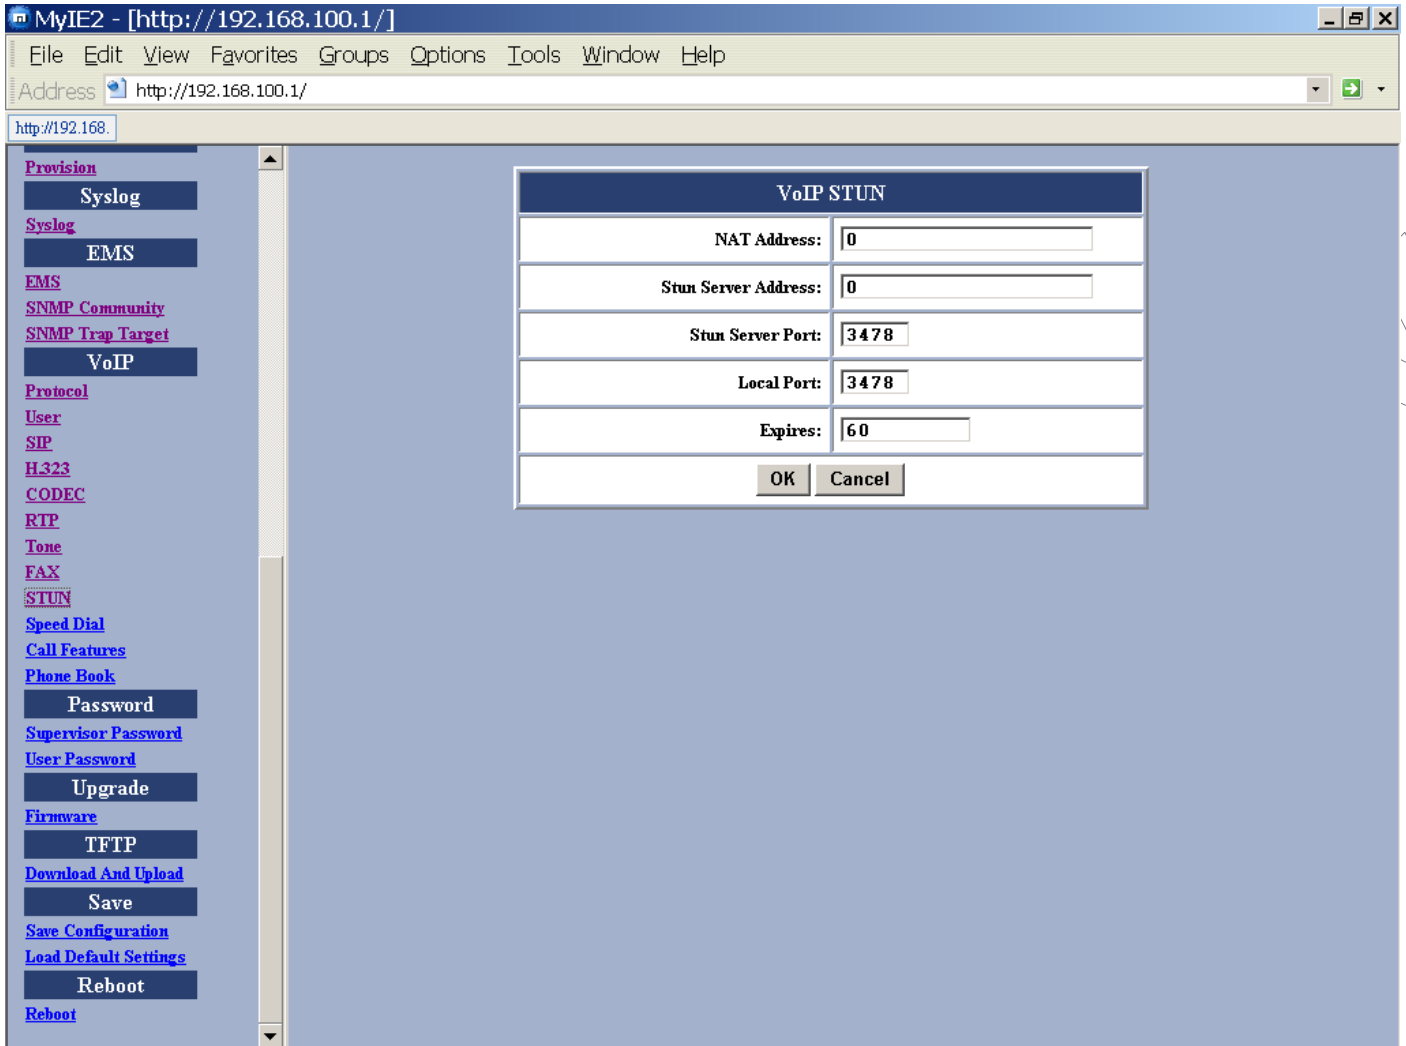 MyIE2 - [http://192.168.100.1/]
File Edit View Favorites Groups Options Tools Window Help
Address http://192.168.100.1/
http://192.168.
Provision
Syslog
Syslog
EMS
EMS
SNMP Community
SNMP Trap Target
VoIP
Protocol
User
SIP
H.323
CODEC
RTP
Tone
FAX
STUN
Speed Dial
Call Features
Phone Book
Password
Supervisor Password
User Password
Upgrade
Firmware
TFTP
Download And Upload
Save
Save Configuration
Load Default Settings
Reboot
Reboot
VoIP STUN
NAT Address: 0
Stun Server Address: 0
Stun Server Port: 3478
Local Port: 3478
Expires: 60
OK Cancel